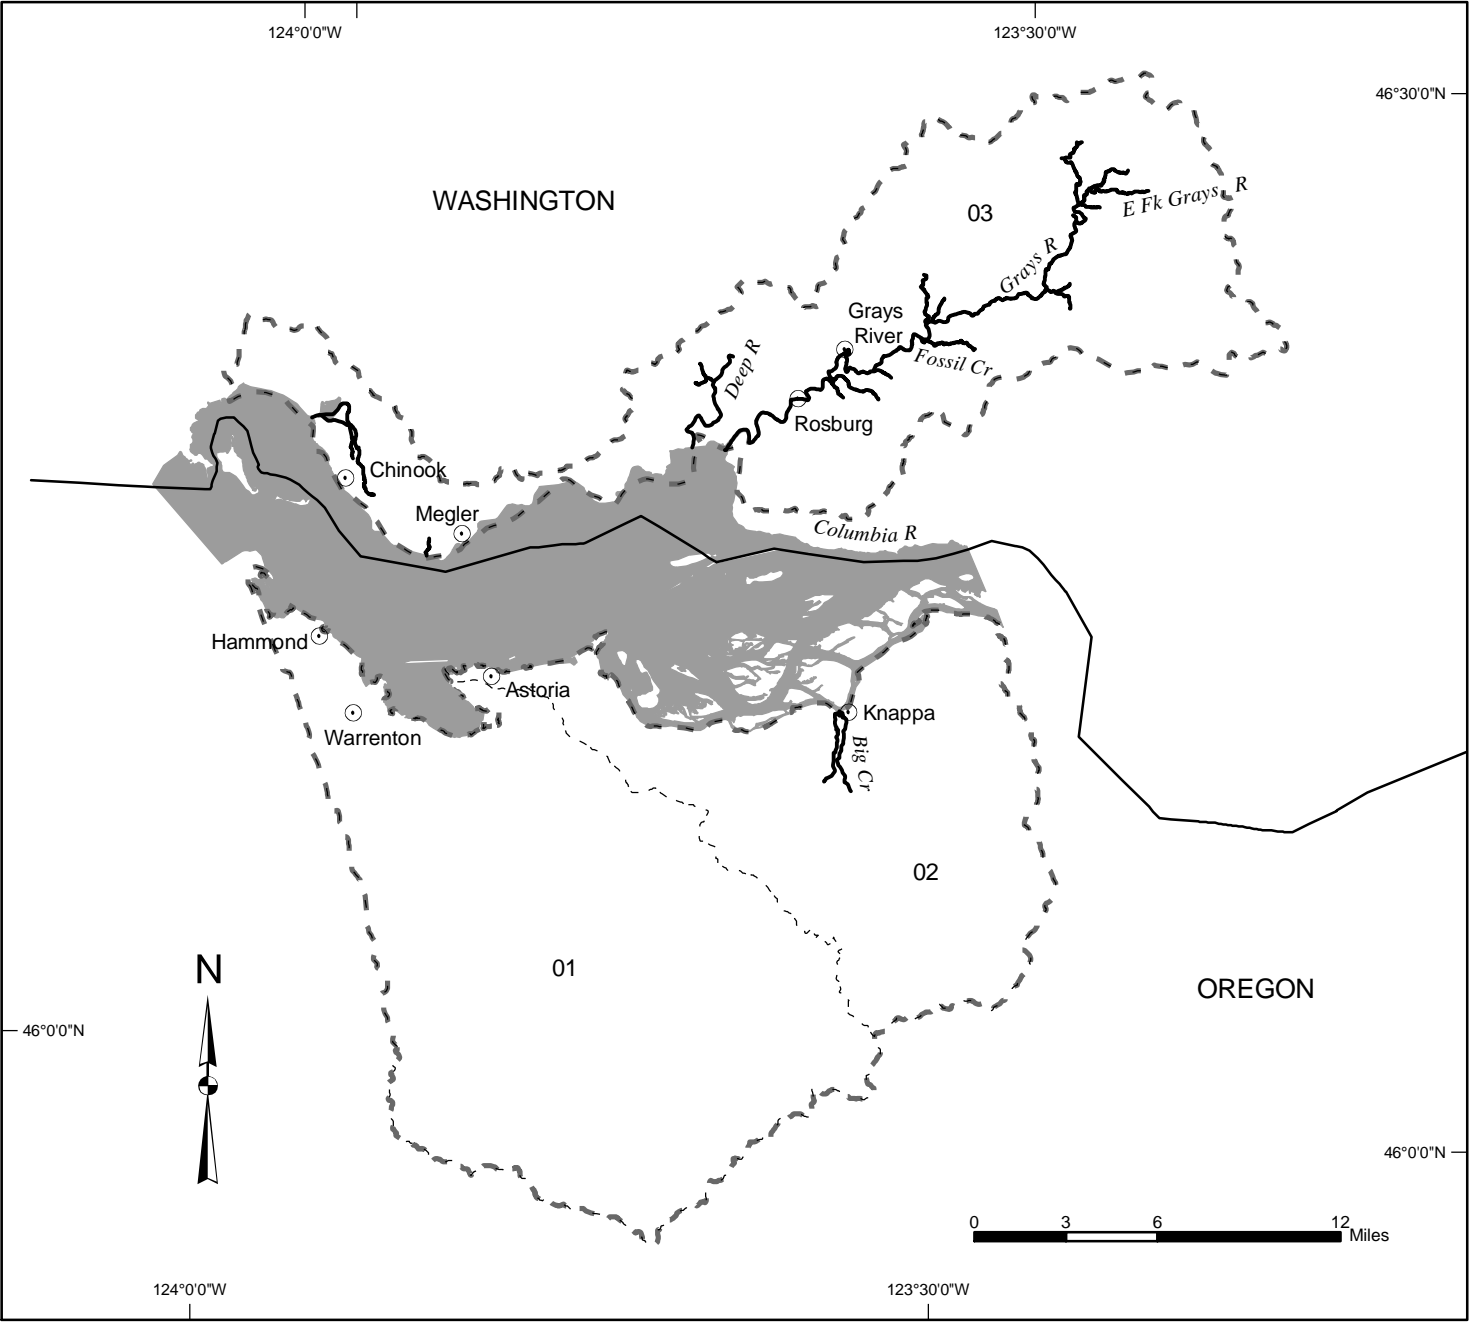 124°0'0"W
123°30'0"W
46°30'0"N
WASHINGTON
03
E Fk Grays R
Grays R
Grays
River
Fossil Cr
Deep R
Rosburg
Chinook
Megler
Columbia R
Hammond
Astoria
Knappa
Warrenton
Big Cr
02
01
N
OREGON
46°0'0"N
46°0'0"N
0 3 6 12
Miles
124°0'0"W
123°30'0"W